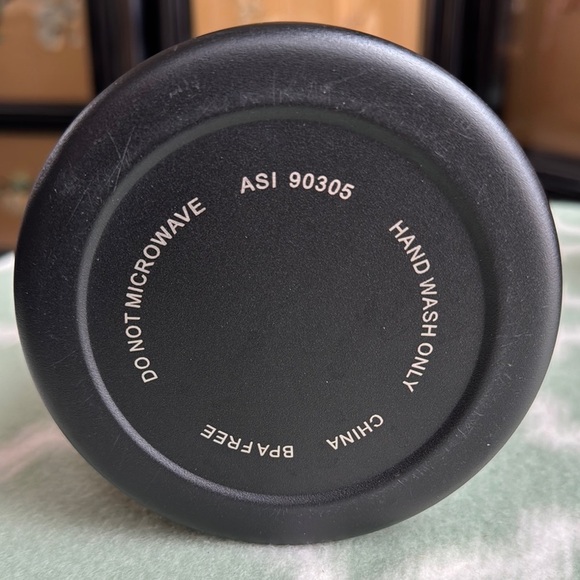 ASI 90305
HAND WASH ONLY
CHINA
BPA FREE
DO NOT MICROWAVE